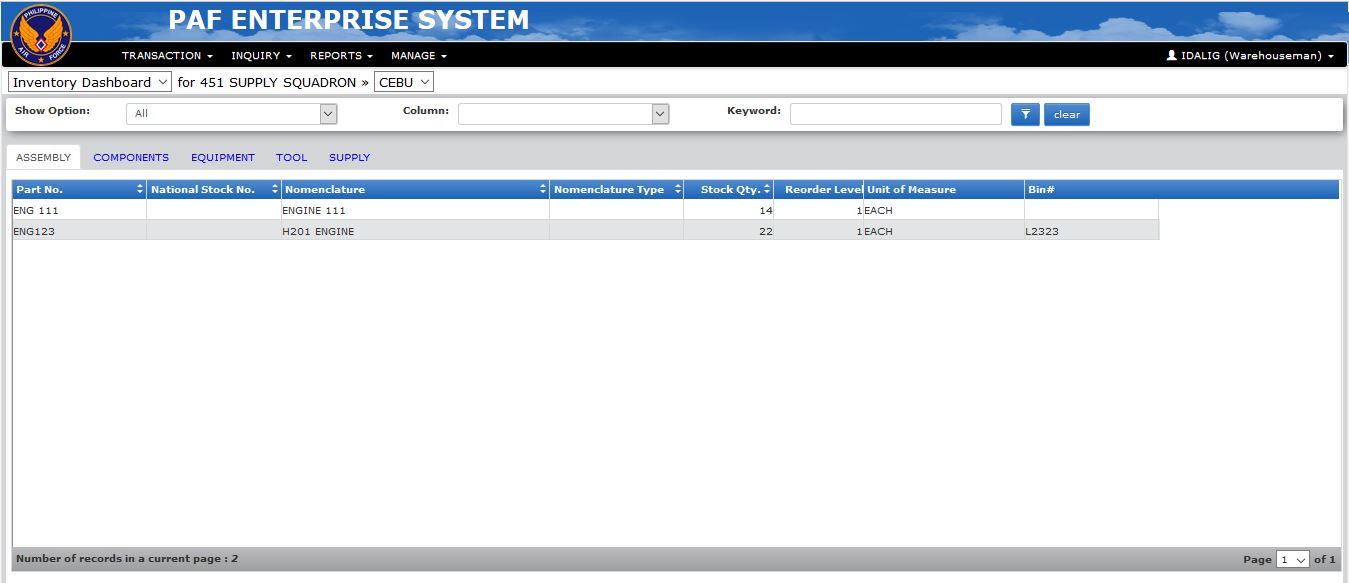 PHILIPPINE
AIR FORCE
PAF ENTERPRISE SYSTEM
TRANSACTION INQUIRY REPORTS MANAGE IDALIG (Warehouseman)
Inventory Dashboard for 451 SUPPLY SQUADRON » CEBU
Show Option: All Column: Keyword: clear
ASSEMBLY COMPONENTS EQUIPMENT TOOL SUPPLY
Part No. National Stock No. Nomenclature Nomenclature Type Stock Qty. Reorder Level Unit of Measure Bin#
ENG 111 ENGINE 111 14 1 EACH
ENG123 H201 ENGINE 22 1 EACH L2323
Number of records in a current page : 2 Page 1 of 1